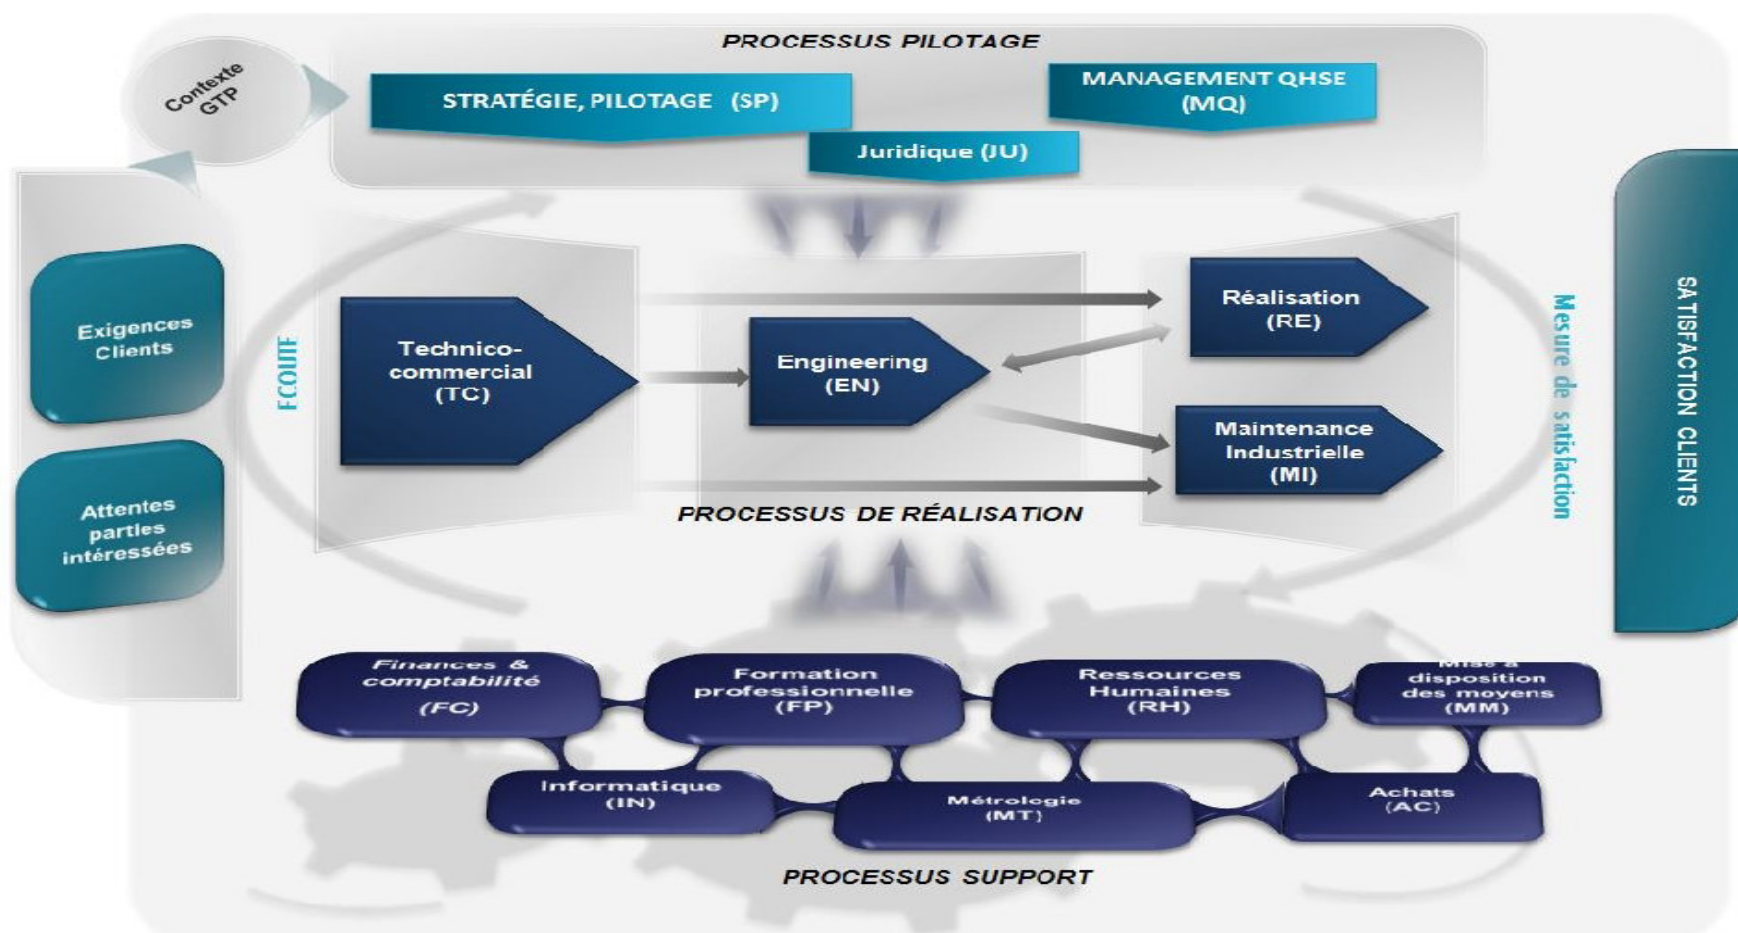 PROCESSUS PILOTAGE
Contexte
GTP
STRATÉGIE, PILOTAGE (SP)
MANAGEMENT QHSE
(MQ)
Juridique (JU)
Exigences
Clients
Attentes
parties
intéressées
ECOUTE
Technico-
commercial
(TC)
Engineering
(EN)
Réalisation
(RE)
Maintenance
Industrielle
(MI)
PROCESSUS DE RÉALISATION
Mesure de satisfaction
SATISFACTION CLIENTS
Finances &
comptabilité
(FC)
Formation
professionnelle
(FP)
Ressources
Humaines
(RH)
Mise à
disposition
des moyens
(MM)
Informatique
(IN)
Métrologie
(MT)
Achats
(AC)
PROCESSUS SUPPORT